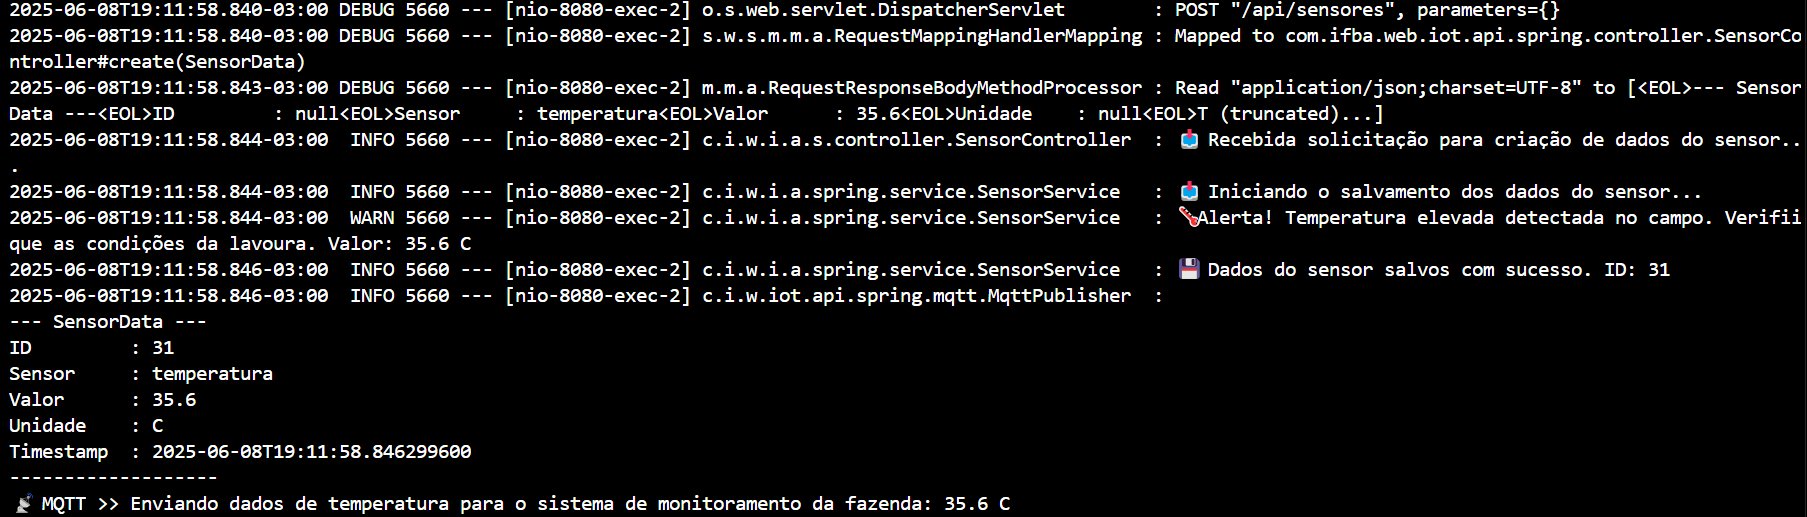 2025-06-08T19:11:58.840-03:00 DEBUG 5660 --- [nio-8080-exec-2] o.s.web.servlet.DispatcherServlet        : POST "/api/sensores", parameters={}
2025-06-08T19:11:58.840-03:00 DEBUG 5660 --- [nio-8080-exec-2] s.w.s.m.m.a.RequestMappingHandlerMapping : Mapped to com.ifba.web.iot.api.spring.controller.SensorCo
ntroller#create(SensorData)
2025-06-08T19:11:58.843-03:00 DEBUG 5660 --- [nio-8080-exec-2] m.m.a.RequestResponseBodyMethodProcessor : Read "application/json;charset=UTF-8" to [<EOL>--- Sensor
Data ---<EOL>ID         : null<EOL>Sensor     : temperatura<EOL>Valor      : 35.6<EOL>Unidade    : null<EOL>T (truncated)...]
2025-06-08T19:11:58.844-03:00  INFO 5660 --- [nio-8080-exec-2] c.i.w.i.a.s.controller.SensorController  : 📥 Recebida solicitação para criação de dados do sensor..
.
2025-06-08T19:11:58.844-03:00  INFO 5660 --- [nio-8080-exec-2] c.i.w.i.a.spring.service.SensorService   : 📥 Iniciando o salvamento dos dados do sensor...
2025-06-08T19:11:58.844-03:00  WARN 5660 --- [nio-8080-exec-2] c.i.w.i.a.spring.service.SensorService   : 🌡Alerta! Temperatura elevada detectada no campo. Verifii
que as condições da lavoura. Valor: 35.6 C
2025-06-08T19:11:58.846-03:00  INFO 5660 --- [nio-8080-exec-2] c.i.w.i.a.spring.service.SensorService   : 💾 Dados do sensor salvos com sucesso. ID: 31
2025-06-08T19:11:58.846-03:00  INFO 5660 --- [nio-8080-exec-2] c.i.w.iot.api.spring.mqtt.MqttPublisher  :
--- SensorData ---
ID         : 31
Sensor     : temperatura
Valor      : 35.6
Unidade    : C
Timestamp  : 2025-06-08T19:11:58.846299600
-------------------
📡 MQTT >> Enviando dados de temperatura para o sistema de monitoramento da fazenda: 35.6 C